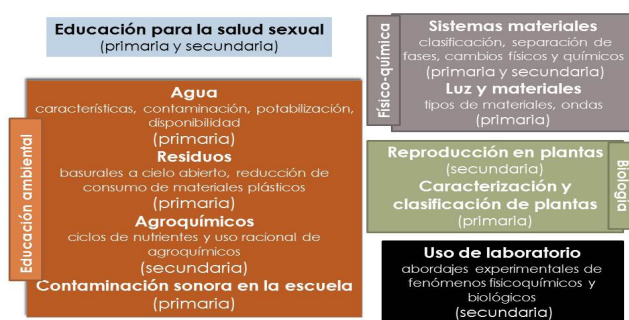 Educación para la salud sexual
(primaria y secundaria)
Educación ambiental
Agua
características, contaminación, potabilización,
disponibilidad
(primaria)
Residuos
basurales a cielo abierto, reducción de
consumo de materiales plásticos
(primaria)
Agroquímicos
ciclos de nutrientes y uso racional de
agroquímicos
(secundaria)
Contaminación sonora en la escuela
(primaria)
Físico-química
Sistemas materiales
clasificación, separación de
fases, cambios físicos y químicos
(primaria y secundaria)
Luz y materiales
tipos de materiales, ondas
(primaria)
Reproducción en plantas
(secundaria)
Caracterización y
clasificación de plantas
(primaria)
Biología
Uso de laboratorio
abordajes experimentales de
fenómenos fisicoquímicos y
biológicos
(secundaria)